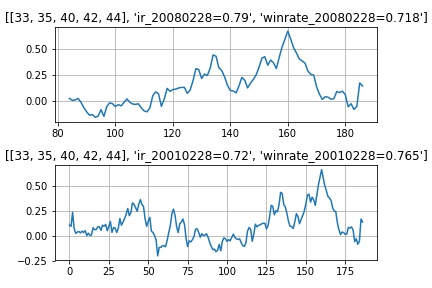 [[33, 35, 40, 42, 44], 'ir_20080228=0.79', 'winrate_20080228=0.718']
0.50
0.25
0.00
80 100 120 140 160 180
[[33, 35, 40, 42, 44], 'ir_20010228=0.72', 'winrate_20010228=0.765']
0.50
0.25
0.00
−0.25
0 25 50 75 100 125 150 175